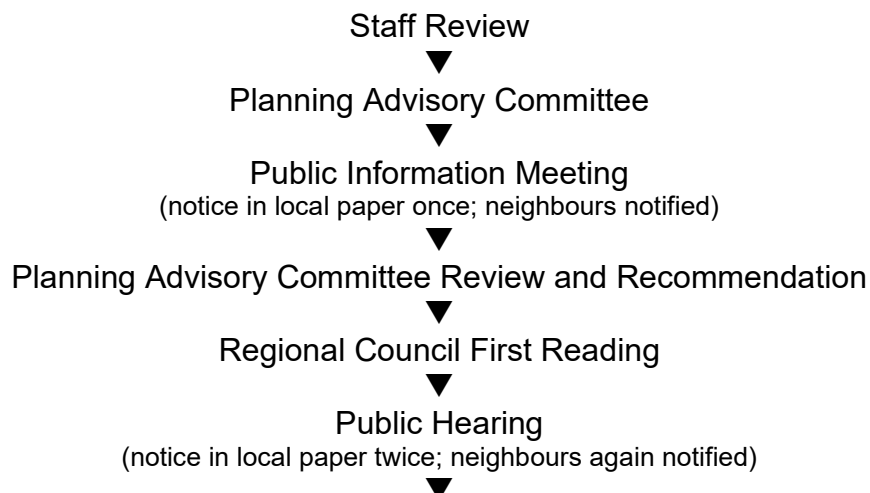 Staff Review
Planning Advisory Committee
Public Information Meeting
(notice in local paper once; neighbours notified)
Planning Advisory Committee Review and Recommendation
Regional Council First Reading
Public Hearing
(notice in local paper twice; neighbours again notified)